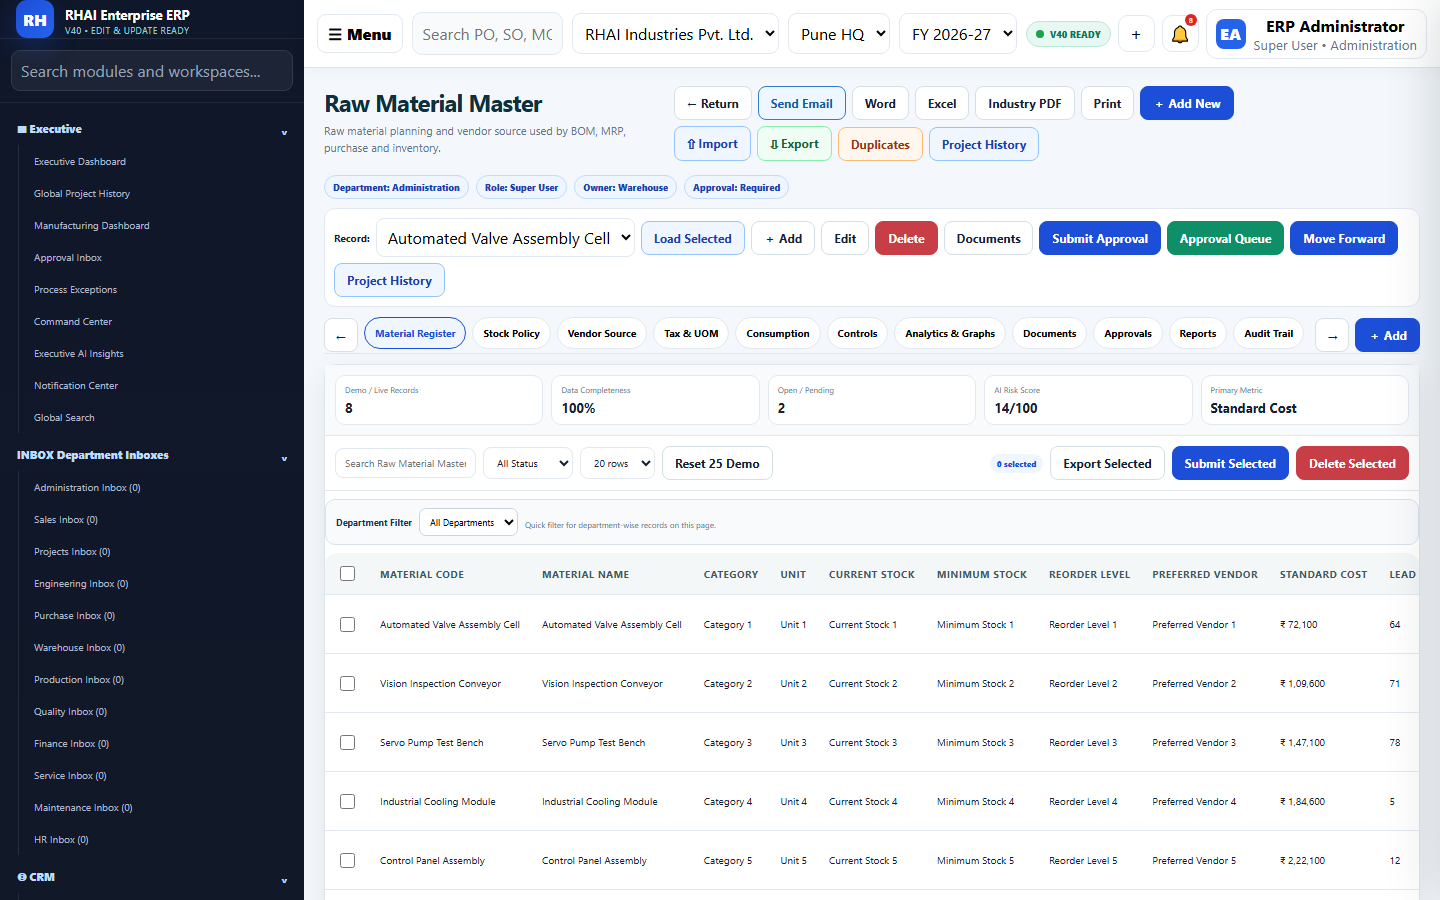 RH
RHAI Enterprise ERP
V40 • EDIT & UPDATE READY
Search modules and workspaces...
Executive
Executive Dashboard
Global Project History
Manufacturing Dashboard
Approval Inbox
Process Exceptions
Command Center
Executive AI Insights
Notification Center
Global Search
INBOX Department Inboxes
Administration Inbox (0)
Sales Inbox (0)
Projects Inbox (0)
Engineering Inbox (0)
Purchase Inbox (0)
Warehouse Inbox (0)
Production Inbox (0)
Quality Inbox (0)
Finance Inbox (0)
Service Inbox (0)
Maintenance Inbox (0)
HR Inbox (0)
CRM
☰ Menu
Search PO, SO, MC
RHAI Industries Pvt. Ltd.
Pune HQ
FY 2026-27
V40 READY
+
8
EA
ERP Administrator
Super User • Administration
Raw Material Master
Raw material planning and vendor source used by BOM, MRP,
purchase and inventory.
← Return
Send Email
Word
Excel
Industry PDF
Print
+ Add New
⇧ Import
⇩ Export
Duplicates
Project History
Department: Administration
Role: Super User
Owner: Warehouse
Approval: Required
Record:
Automated Valve Assembly Cell
Load Selected
+ Add
Edit
Delete
Documents
Submit Approval
Approval Queue
Move Forward
Project History
←
Material Register
Stock Policy
Vendor Source
Tax & UOM
Consumption
Controls
Analytics & Graphs
Documents
Approvals
Reports
Audit Trail
→
+ Add
Demo / Live Records
8
Data Completeness
100%
Open / Pending
2
AI Risk Score
14/100
Primary Metric
Standard Cost
Search Raw Material Master
All Status
20 rows
Reset 25 Demo
0 selected
Export Selected
Submit Selected
Delete Selected
Department Filter
All Departments
Quick filter for department-wise records on this page.
MATERIAL CODE MATERIAL NAME CATEGORY UNIT CURRENT STOCK MINIMUM STOCK REORDER LEVEL PREFERRED VENDOR STANDARD COST LEAD
Automated Valve Assembly Cell Automated Valve Assembly Cell Category 1 Unit 1 Current Stock 1 Minimum Stock 1 Reorder Level 1 Preferred Vendor 1 ₹ 72,100 64
Vision Inspection Conveyor Vision Inspection Conveyor Category 2 Unit 2 Current Stock 2 Minimum Stock 2 Reorder Level 2 Preferred Vendor 2 ₹ 1,09,600 71
Servo Pump Test Bench Servo Pump Test Bench Category 3 Unit 3 Current Stock 3 Minimum Stock 3 Reorder Level 3 Preferred Vendor 3 ₹ 1,47,100 78
Industrial Cooling Module Industrial Cooling Module Category 4 Unit 4 Current Stock 4 Minimum Stock 4 Reorder Level 4 Preferred Vendor 4 ₹ 1,84,600 5
Control Panel Assembly Control Panel Assembly Category 5 Unit 5 Current Stock 5 Minimum Stock 5 Reorder Level 5 Preferred Vendor 5 ₹ 2,22,100 12